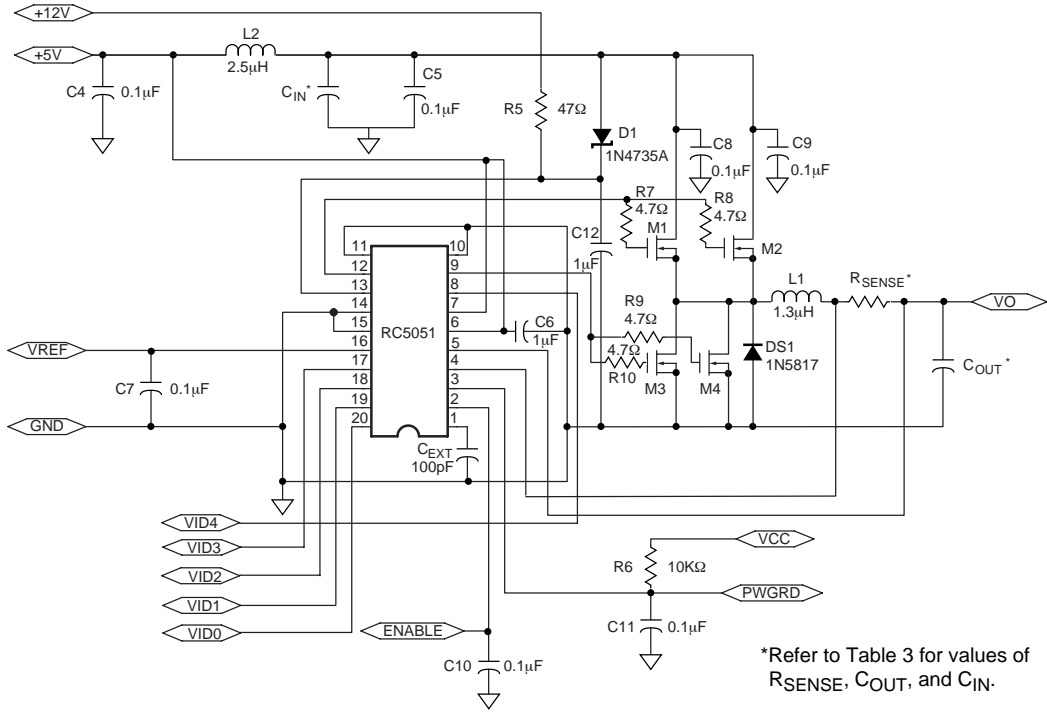 +12V
+5V
L2
2.5µH
C4
0.1µF
CIN*
C5
0.1µF
R5
47Ω
D1
1N4735A
C8
0.1µF
C9
0.1µF
R7
4.7Ω
R8
4.7Ω
M1
M2
C12
1µF
11
12
13
14
15
16
17
18
19
20
RC5051
10
9
8
7
6
5
4
3
2
1
C6
1µF
R9
4.7Ω
4.7Ω
R10
M3
M4
L1
1.3µH
RSENSE*
VO
DS1
1N5817
COUT*
VREF
C7
0.1µF
GND
CEXT
100pF
VID4
VID3
VID2
VID1
VID0
ENABLE
C10
0.1µF
VCC
R6
10KΩ
PWGRD
C11
0.1µF
*Refer to Table 3 for values of
RSENSE, COUT, and CIN.